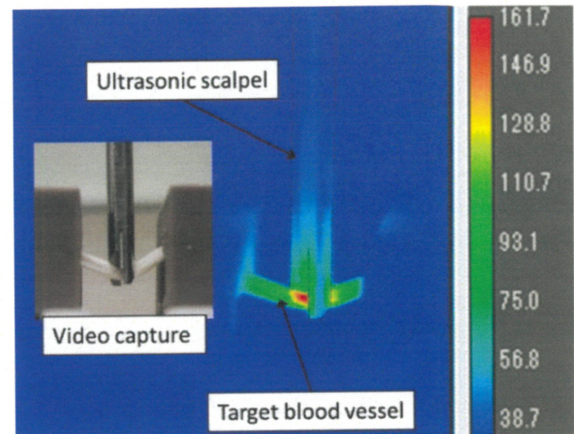 Ultrasonic scalpel
Video capture
Target blood vessel
161.7
146.9
128.8
110.7
93.1
75.0
56.8
38.7